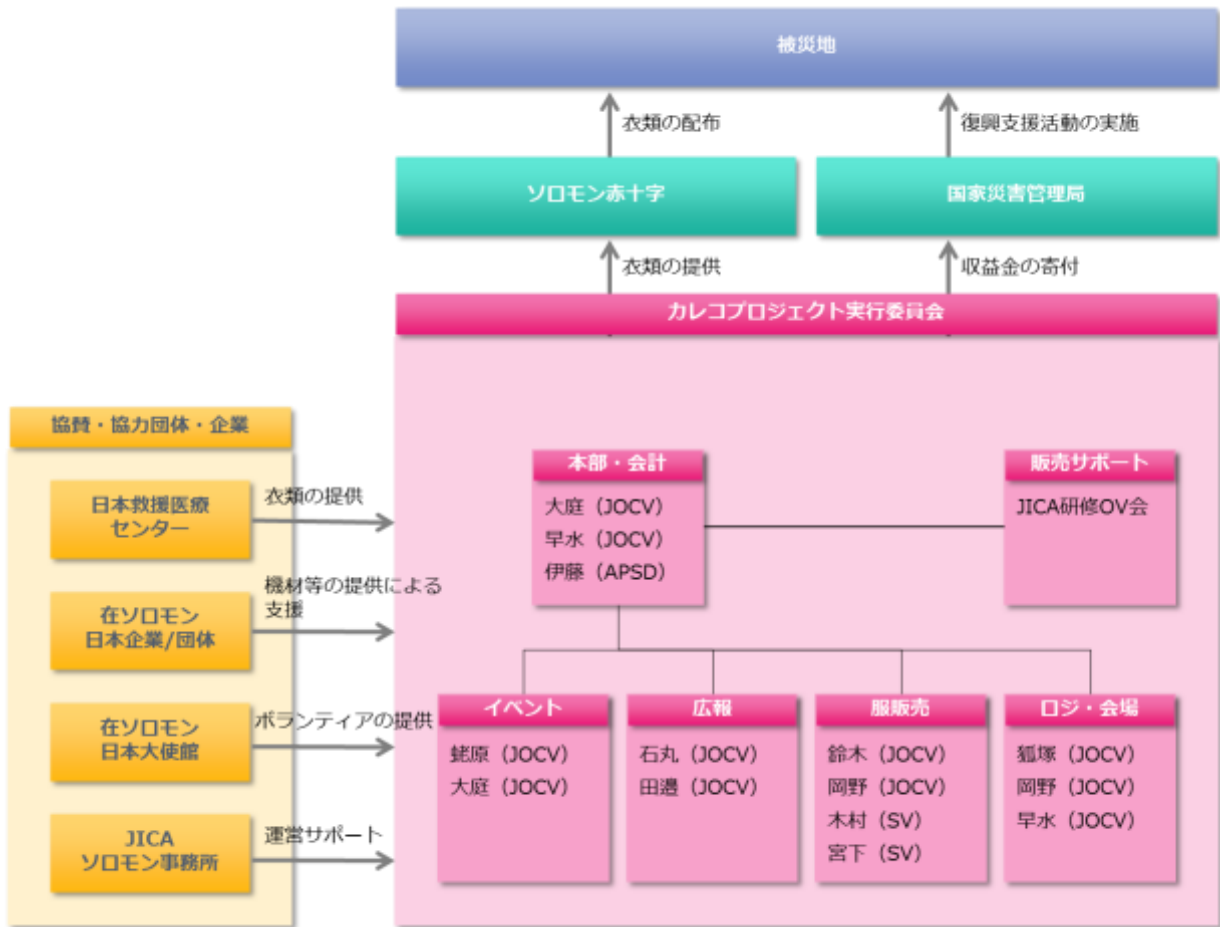 被災地
衣類の配布
復興支援活動の実施
ソロモン赤十字
国家災害管理局
衣類の提供
収益金の寄付
カレコプロジェクト実行委員会
協賛・協力団体・企業
日本救援医療
センター
衣類の提供
在ソロモン
日本企業/団体
機材等の提供による
支援
在ソロモン
日本大使館
ボランティアの提供
JICA
ソロモン事務所
運営サポート
本部・会計
大庭（JOCV）
早水（JOCV）
伊藤（APSD）
販売サポート
JICA研修OV会
イベント
蛯原（JOCV）
大庭（JOCV）
広報
石丸（JOCV）
田邉（JOCV）
服販売
鈴木（JOCV）
岡野（JOCV）
木村（SV）
宮下（SV）
ロジ・会場
狐塚（JOCV）
岡野（JOCV）
早水（JOCV）